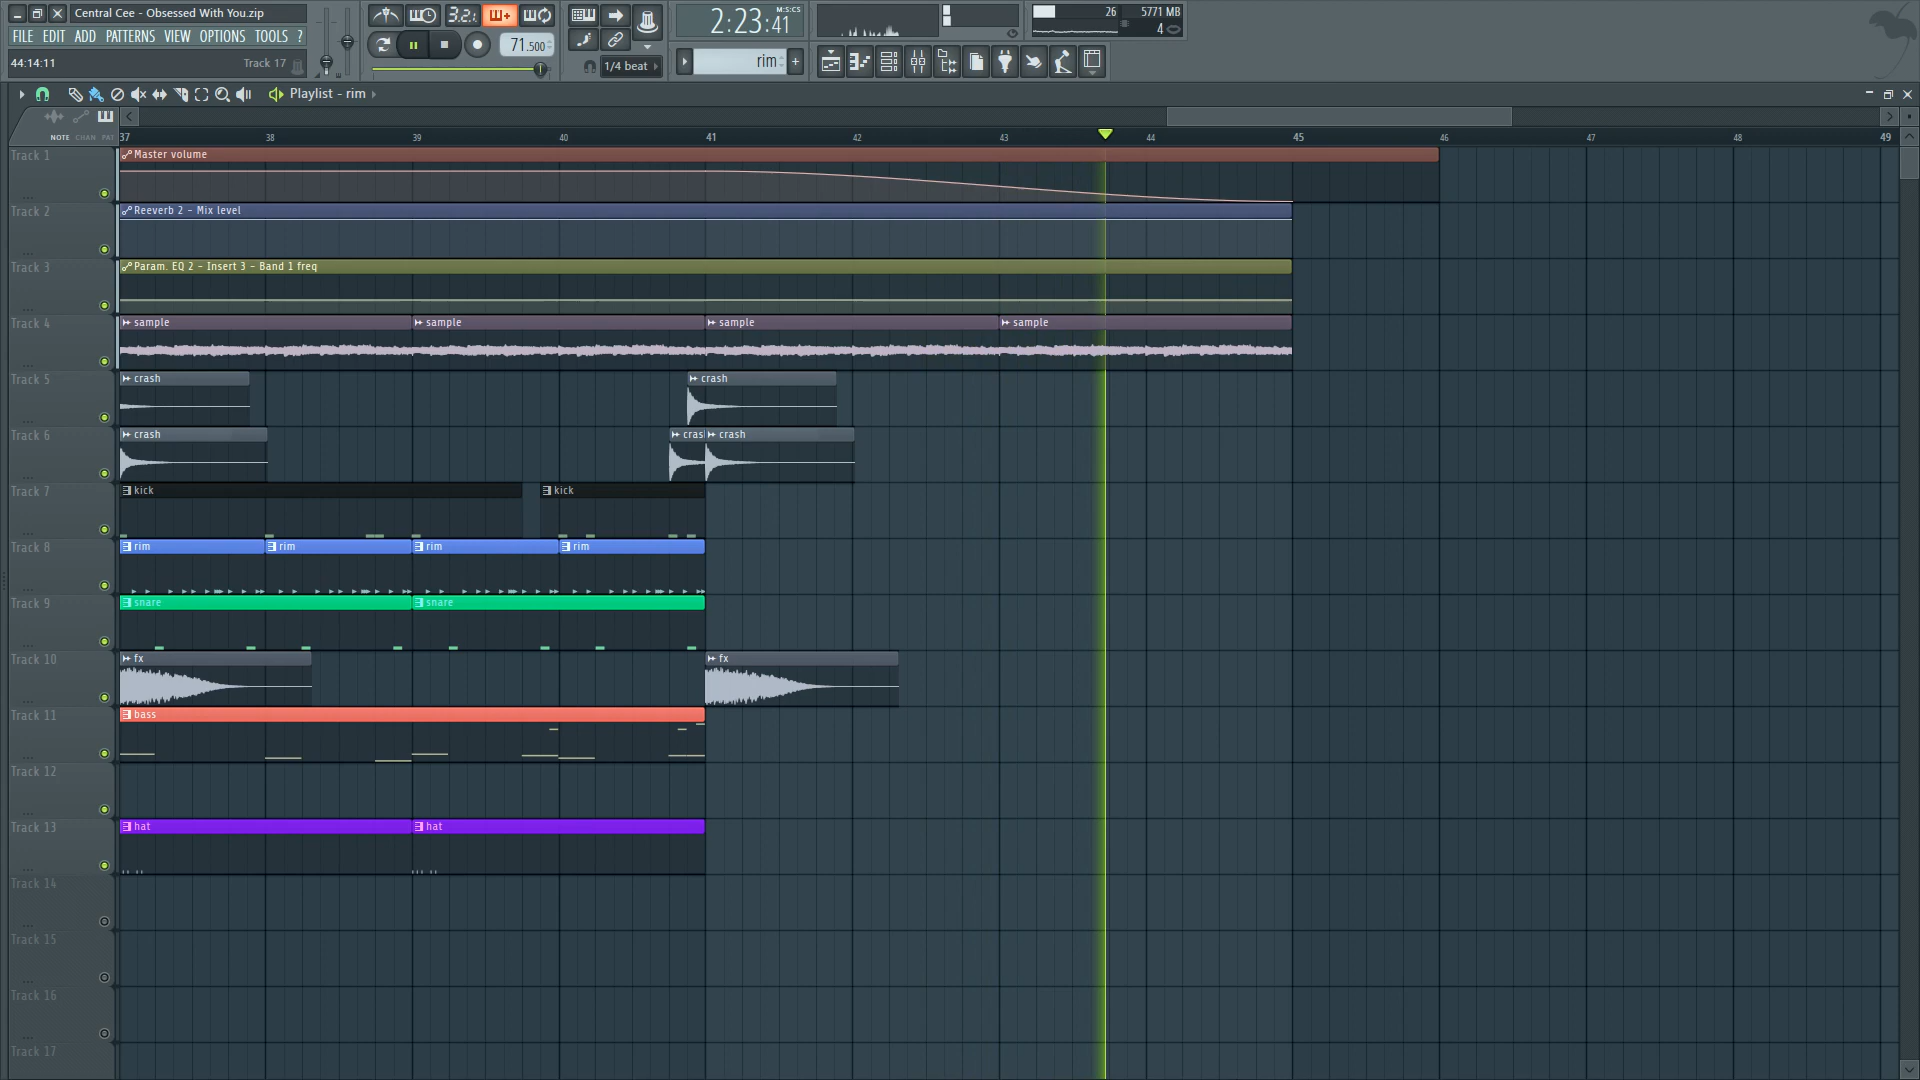 Central Cee - Obsessed With You.zip
FILE EDIT ADD PATTERNS VIEW OPTIONS TOOLS ?
44:14:11 Track 17
3.2.
71.500
1/4 beat
2:23:41
M:S:CS
rim
26 5771 MB
4
Playlist - rim
NOTE CHAN PAT
37 38 39 40 41 42 43 44 45 46 47 48 49
Track 1 Master volume
Track 2 Reeverb 2 - Mix level
Track 3 Param. EQ 2 - Insert 3 - Band 1 freq
Track 4 sample sample sample sample
Track 5 crash crash
Track 6 crash cras crash
Track 7 kick kick
Track 8 rim rim rim rim
Track 9 snare snare
Track 10 fx fx
Track 11 bass
Track 12
Track 13 hat hat
Track 14
Track 15
Track 16
Track 17